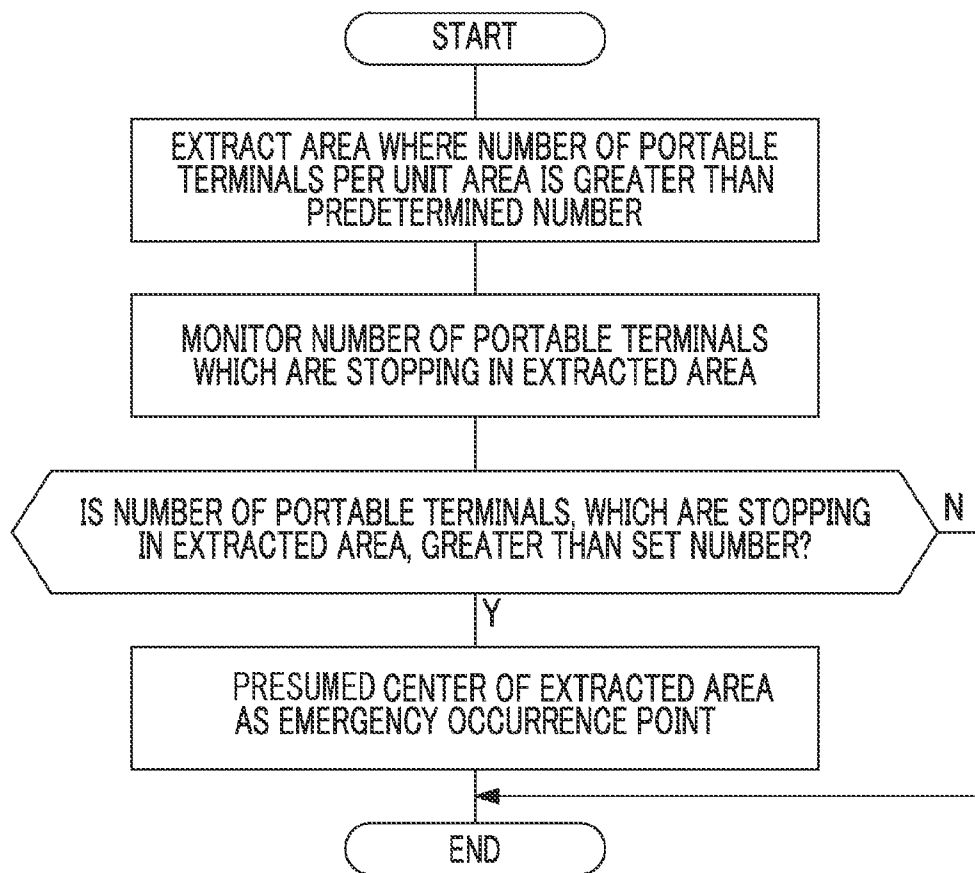 START
EXTRACT AREA WHERE NUMBER OF PORTABLE
TERMINALS PER UNIT AREA IS GREATER THAN
PREDETERMINED NUMBER
MONITOR NUMBER OF PORTABLE TERMINALS
WHICH ARE STOPPING IN EXTRACTED AREA
IS NUMBER OF PORTABLE TERMINALS, WHICH ARE STOPPING
IN EXTRACTED AREA, GREATER THAN SET NUMBER?
N
Y
PRESUMED CENTER OF EXTRACTED AREA
AS EMERGENCY OCCURRENCE POINT
END